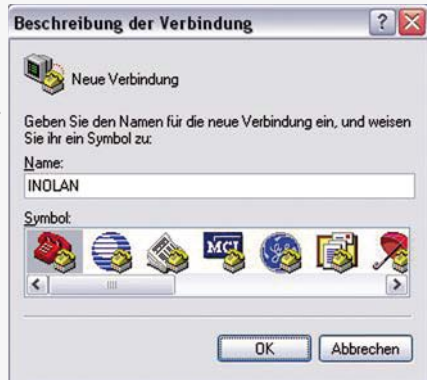 Beschreibung der Verbindung
Neue Verbindung
Geben Sie den Namen für die neue Verbindung ein, und weisen
Sie ihr ein Symbol zu:
Name:
INOLAN
Symbol:
MCI
OK
Abbrechen